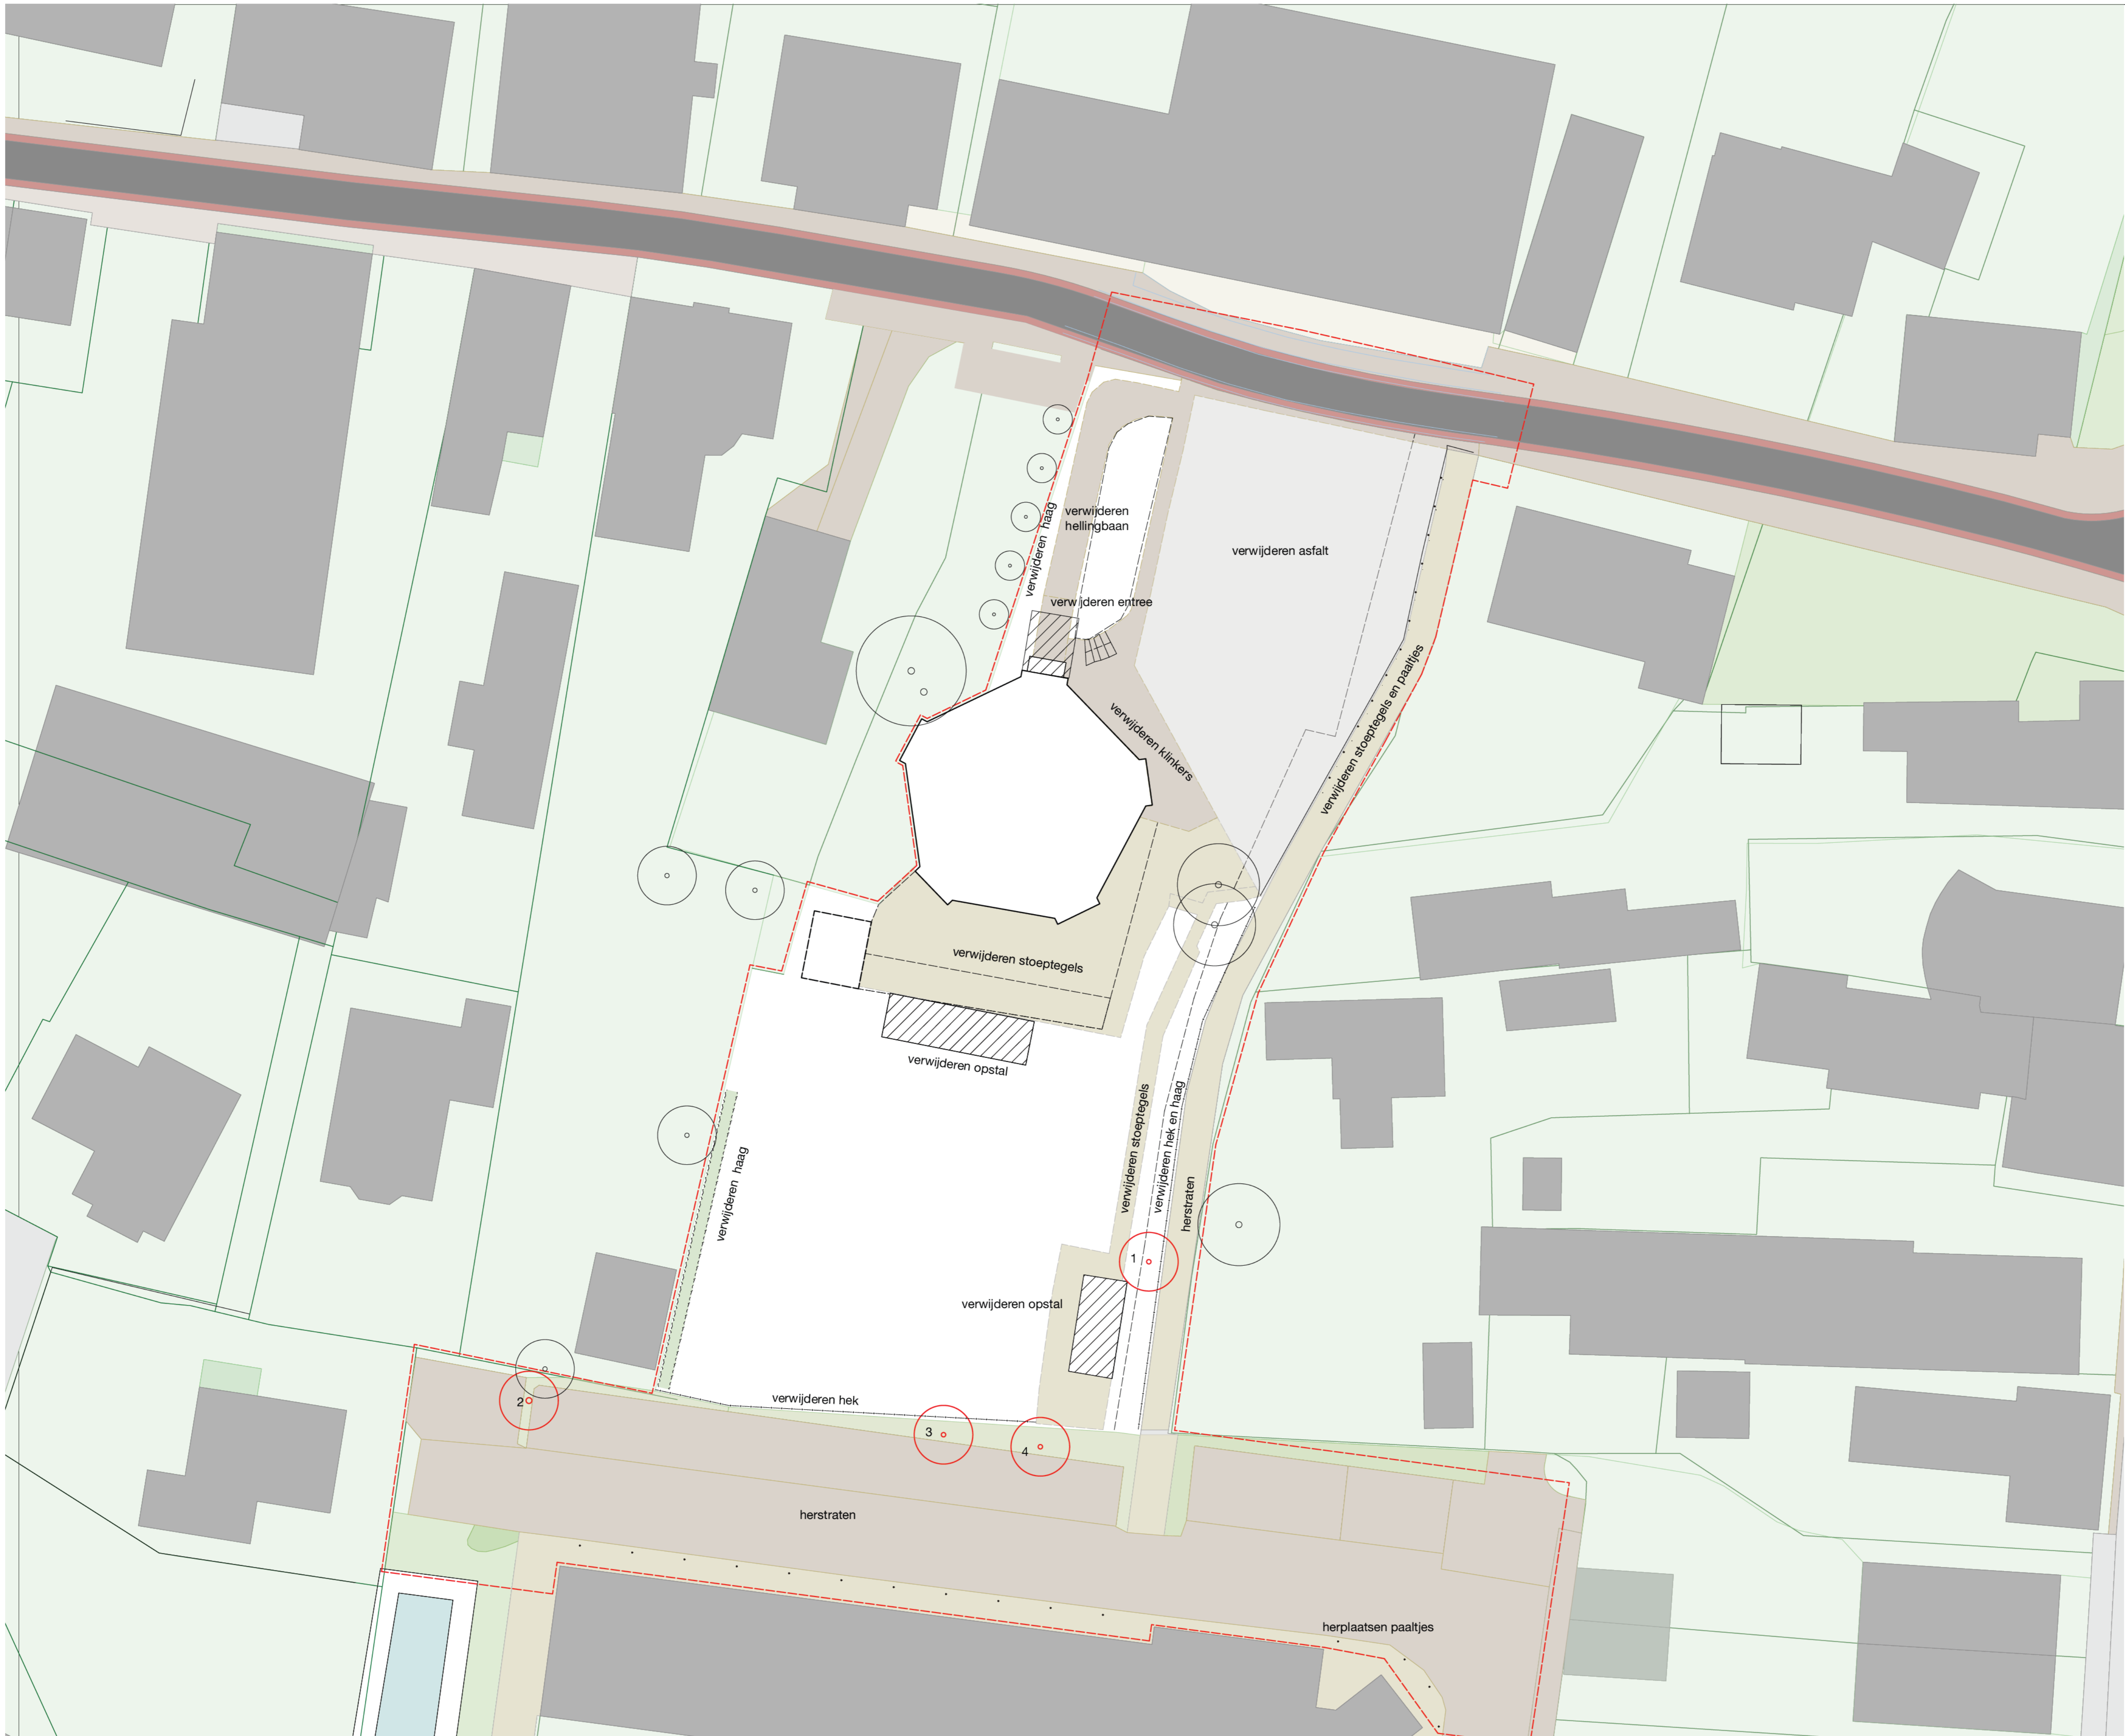 verwijderen haag
verwijderen
hellingbaan
verwijderen asfalt
verwijderen entree
verwijderen klinkers
verwijderen stoeptegels en paaltjes
verwijderen stoeptegels
verwijderen opstal
verwijderen haag
verwijderen stoeptegels
verwijderen hek en haag
herstraten
1
verwijderen opstal
verwijderen hek
2
3
4
herstraten
herplaatsen paaltjes